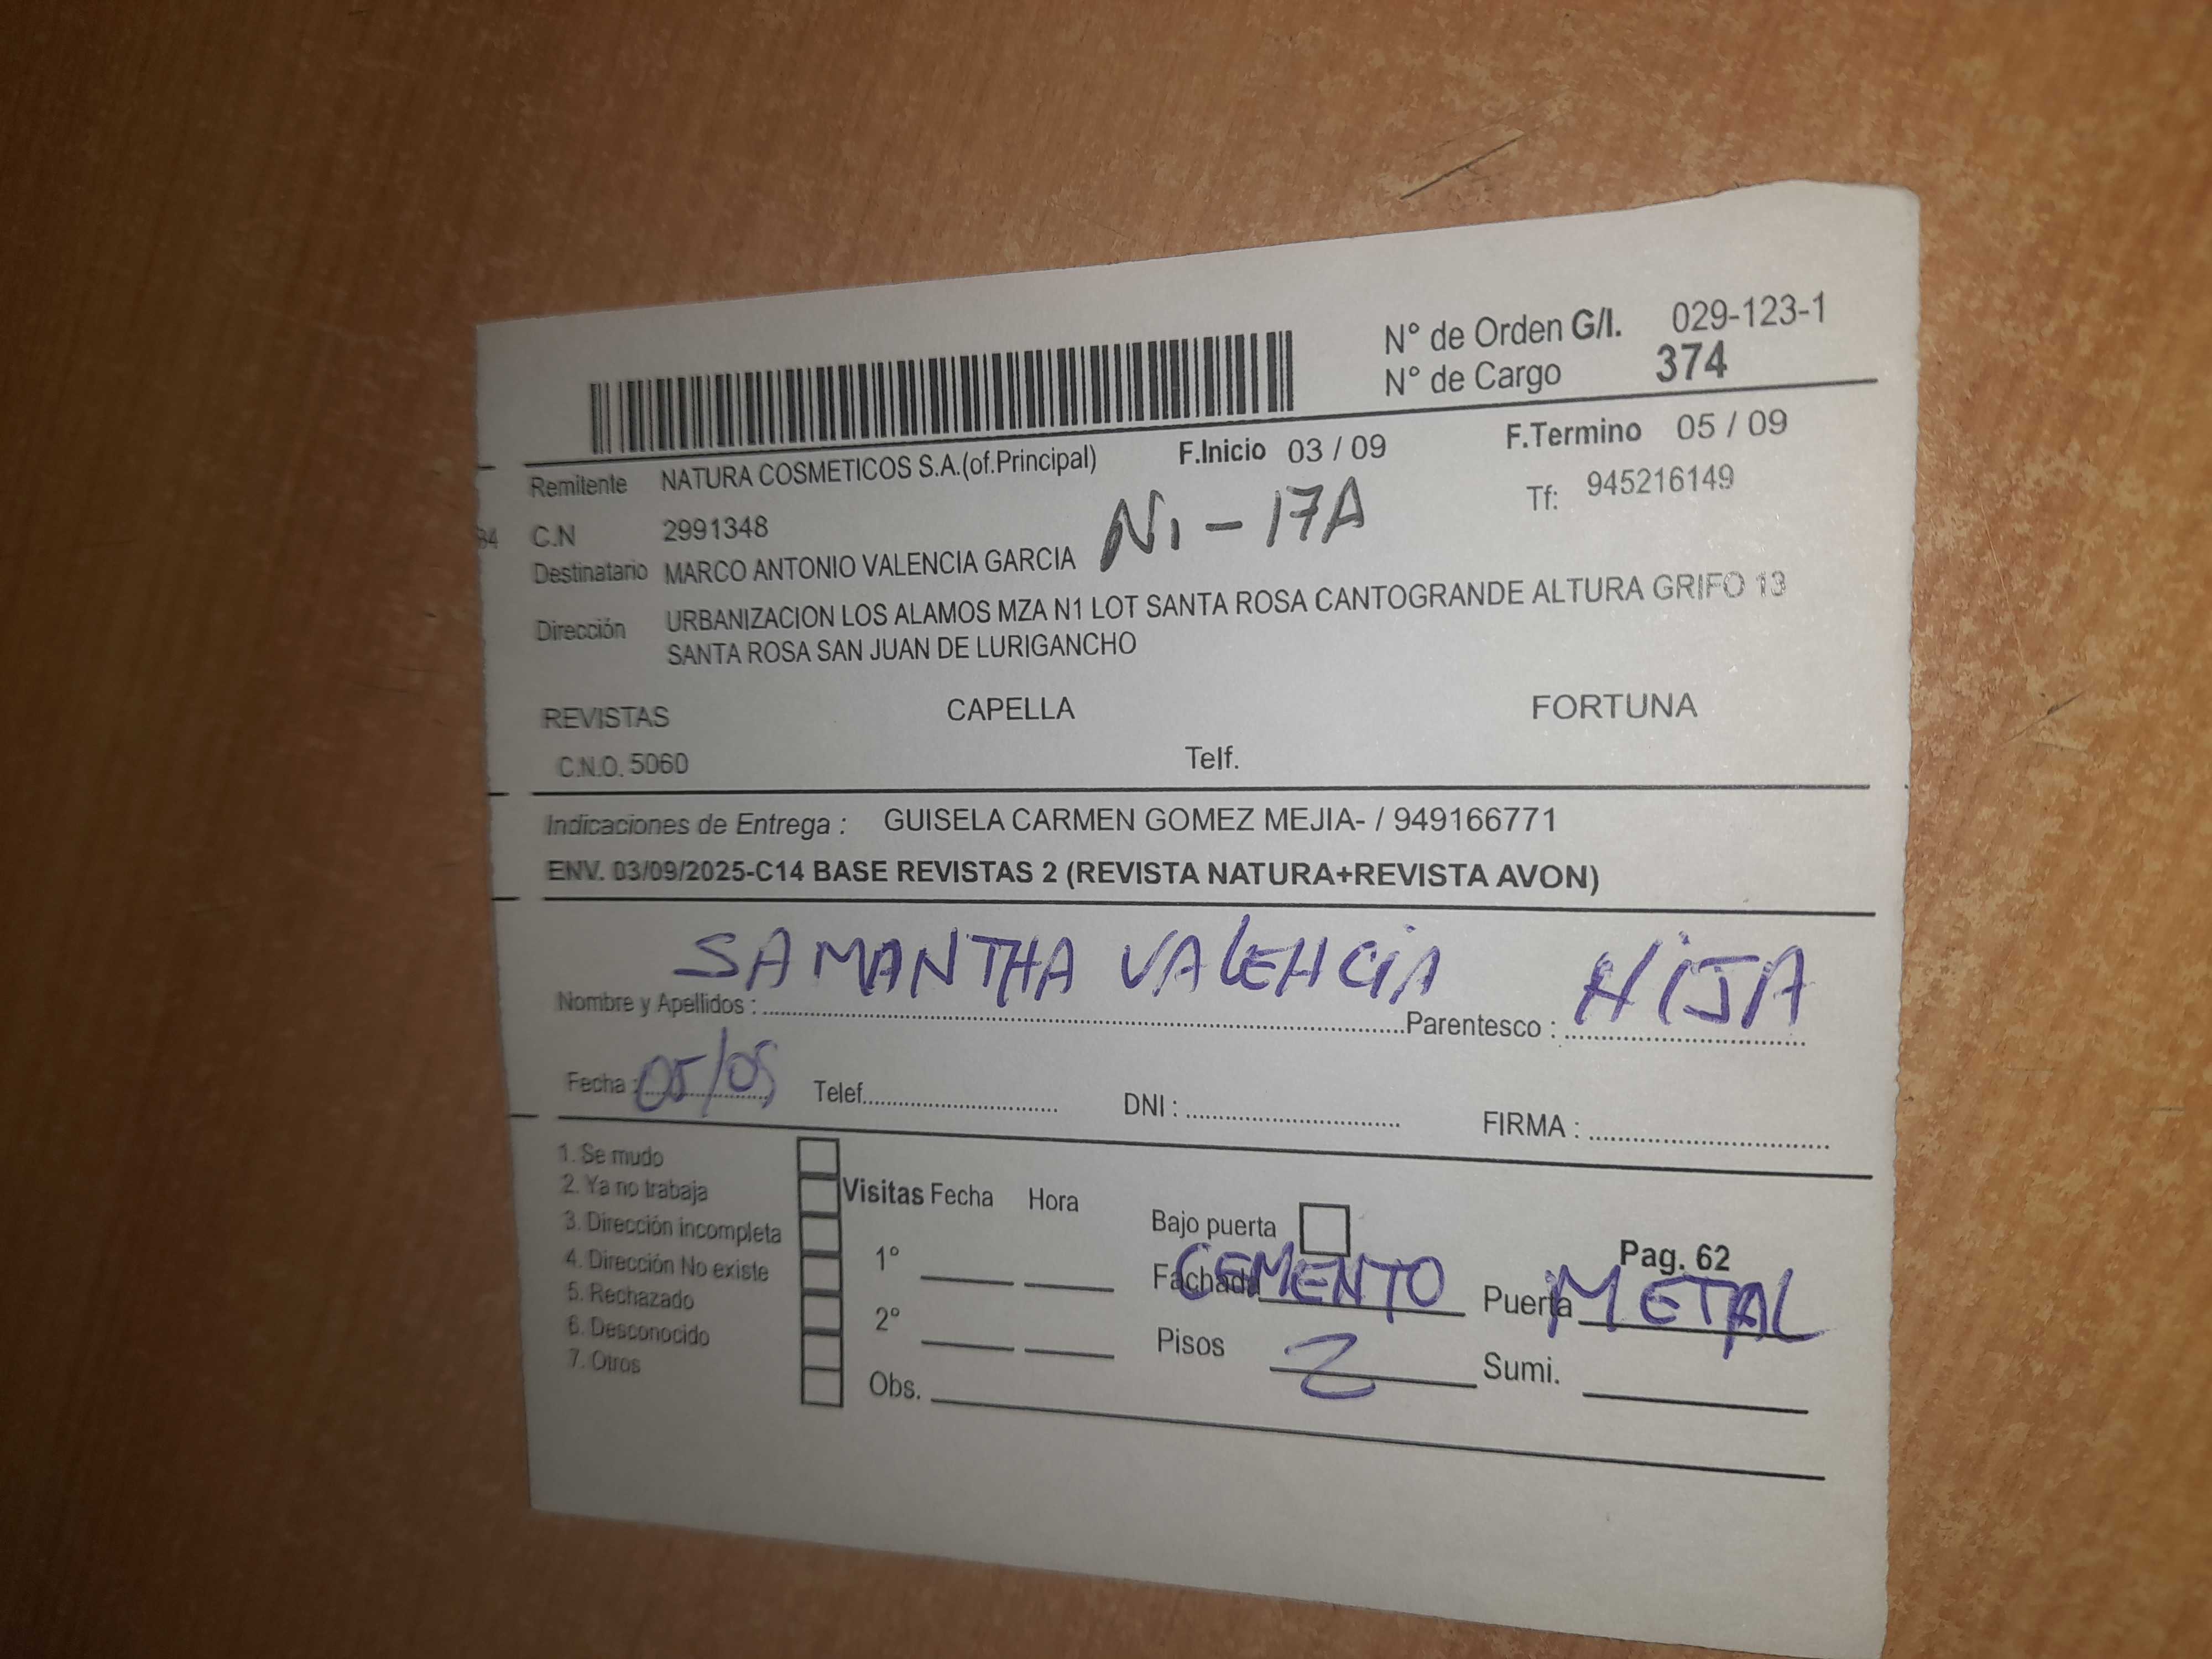 N° de Orden G/I. 029-123-1
N° de Cargo 374
F.Inicio 03 / 09 F.Termino 05 / 09
Remitente NATURA COSMETICOS S.A.(of.Principal)
Tf: 945216149
84 C.N 2991348
N1 - 17A
Destinatario MARCO ANTONIO VALENCIA GARCIA
Dirección URBANIZACION LOS ALAMOS MZA N1 LOT SANTA ROSA CANTOGRANDE ALTURA GRIFO 13
SANTA ROSA SAN JUAN DE LURIGANCHO
REVISTAS CAPELLA FORTUNA
C.N.O. 5060 Telf.
Indicaciones de Entrega : GUISELA CARMEN GOMEZ MEJIA- / 949166771
ENV. 03/09/2025-C14 BASE REVISTAS 2 (REVISTA NATURA+REVISTA AVON)
Nombre y Apellidos : SAMANTHA VALENCIA Parentesco : HIJA
Fecha : 05/09 Telef. DNI : FIRMA :
1. Se mudo
2. Ya no trabaja
3. Dirección incompleta
4. Dirección No existe
5. Rechazado
6. Desconocido
7. Otros
Visitas Fecha Hora
1°
2°
Obs.
Bajo puerta
Pag. 62
Fachada CEMENTO Puerta METAL
Pisos 2 Sumi.